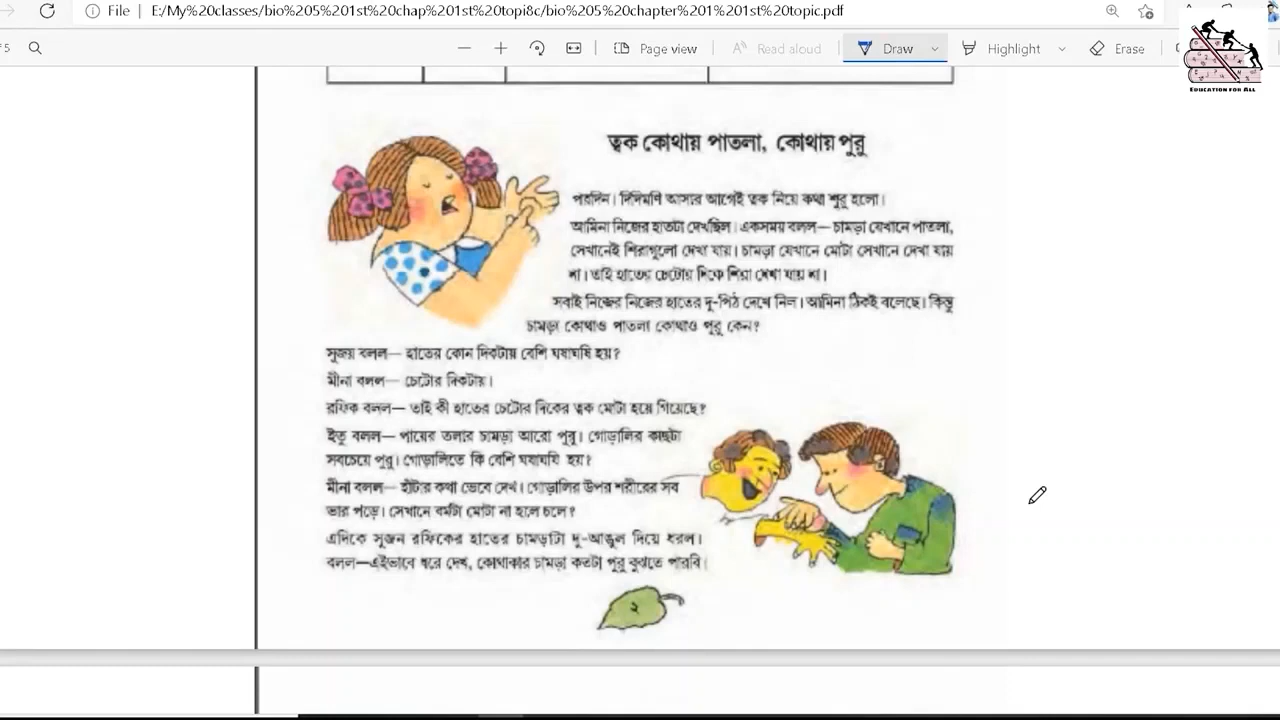 File
E:/My%20classes/bio%205%201st%20chap%201st%20topi8c/bio%205%20chapter%201%201st%20topic.pdf
Page view
Read aloud
Draw
Highlight
Erase
EDUCATION FOR ALL
ত্বক কোথায় পাতলা, কোথায় পুরু
পরদিন। দিদিমণি আসার আগেই ত্বক নিয়ে কথা শুরু হলো।
আমিনা নিজের হাতটা দেখছিল। একসময় বলল— চামড়া যেখানে পাতলা,
সেখানেই শিরাগুলো দেখা যায়। চামড়া যেখানে মোটা সেখানে দেখা যায়
না। তাই হাতের চেটোর দিকে শিরা দেখা যায় না।
সবাই নিজের নিজের হাতের দু-পিঠ দেখে নিল। আমিনা ঠিকই বলেছে। কিন্তু
চামড়া কোথাও পাতলা কোথাও পুরু কেন?
সুজয় বলল— হাতের কোন দিকটায় বেশি ঘষাঘষি হয়?
মীনা বলল— চেটোর দিকটায়।
রফিক বলল— তাই কী হাতের চেটোর দিকের ত্বক মোটা হয়ে গিয়েছে?
ইতু বলল— পায়ের তলার চামড়া আরো পুরু। গোড়ালির কাছটা
সবচেয়ে পুরু। গোড়ালিতে কি বেশি ঘষাঘষি হয়?
মীনা বলল— হাঁটার কথা ভেবে দেখ। গোড়ালির উপর শরীরের সব
ভার পড়ে। সেখানে বর্মটা মোটা না হলে চলে?
এদিকে সুজন রফিকের হাতের চামড়াটা দু-আঙুল দিয়ে ধরল।
বলল—এইভাবে ধরে দেখ, কোথাকার চামড়া কতটা পুরু বুঝতে পারবি।
২